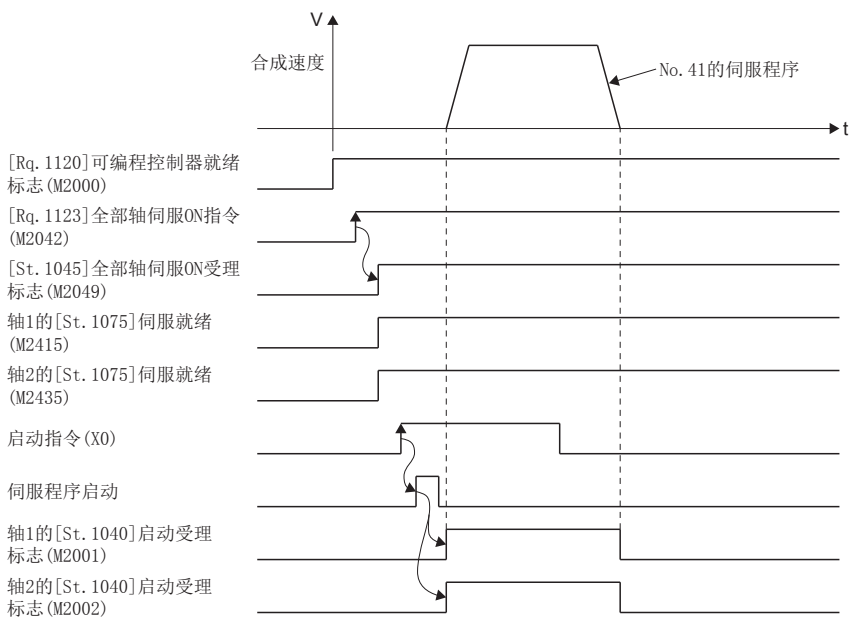 V
合成速度
No.41的伺服程序
t
[Rq.1120]可编程控制器就绪
标志(M2000)
[Rq.1123]全部轴伺服ON指令
(M2042)
[St.1045]全部轴伺服ON受理
标志(M2049)
轴1的[St.1075]伺服就绪
(M2415)
轴2的[St.1075]伺服就绪
(M2435)
启动指令(X0)
伺服程序启动
轴1的[St.1040]启动受理
标志(M2001)
轴2的[St.1040]启动受理
标志(M2002)